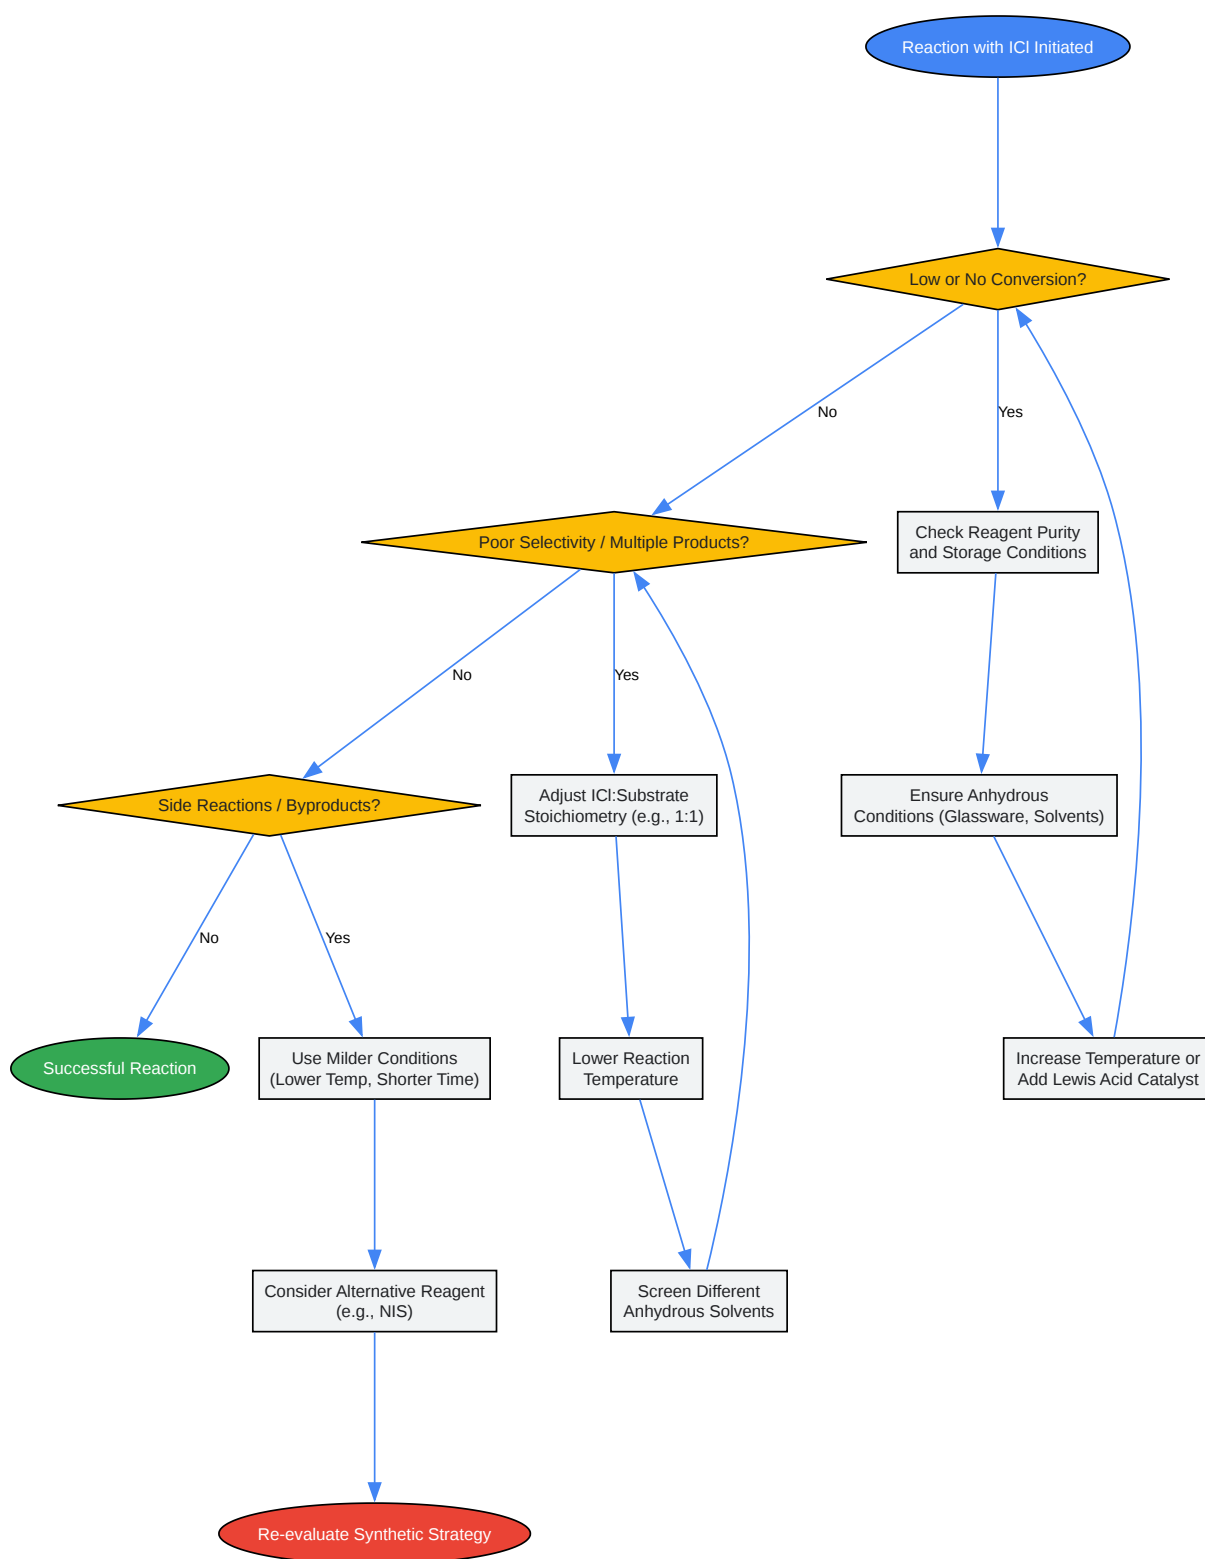 Reaction with ICl Initiated
Low or No Conversion?
No
Yes
Poor Selectivity / Multiple Products?
Check Reagent Purity
and Storage Conditions
No
Yes
Side Reactions / Byproducts?
Adjust ICl:Substrate
Stoichiometry (e.g., 1:1)
Ensure Anhydrous
Conditions (Glassware, Solvents)
No
Yes
Successful Reaction
Use Milder Conditions
(Lower Temp, Shorter Time)
Lower Reaction
Temperature
Increase Temperature or
Add Lewis Acid Catalyst
Consider Alternative Reagent
(e.g., NIS)
Screen Different
Anhydrous Solvents
Re-evaluate Synthetic Strategy